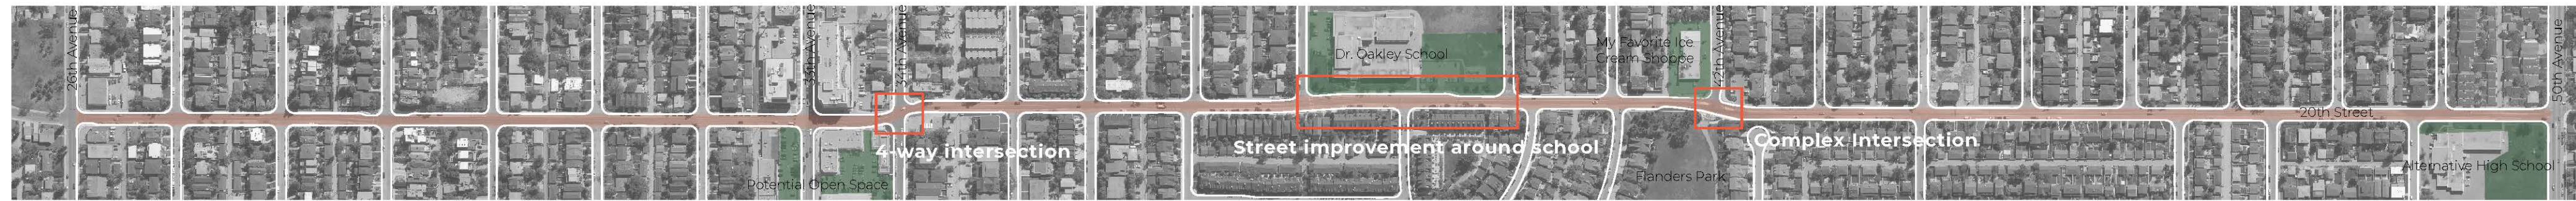 26th Avenue
33th Avenue
34th Avenue
Dr. Oakley School
My Favorite Ice
Cream Shoppe
42th Avenue
50th Avenue
20th Street
4-way intersection
Street improvement around school
Complex Intersection
Potential Open Space
Flanders Park
Alternative High School